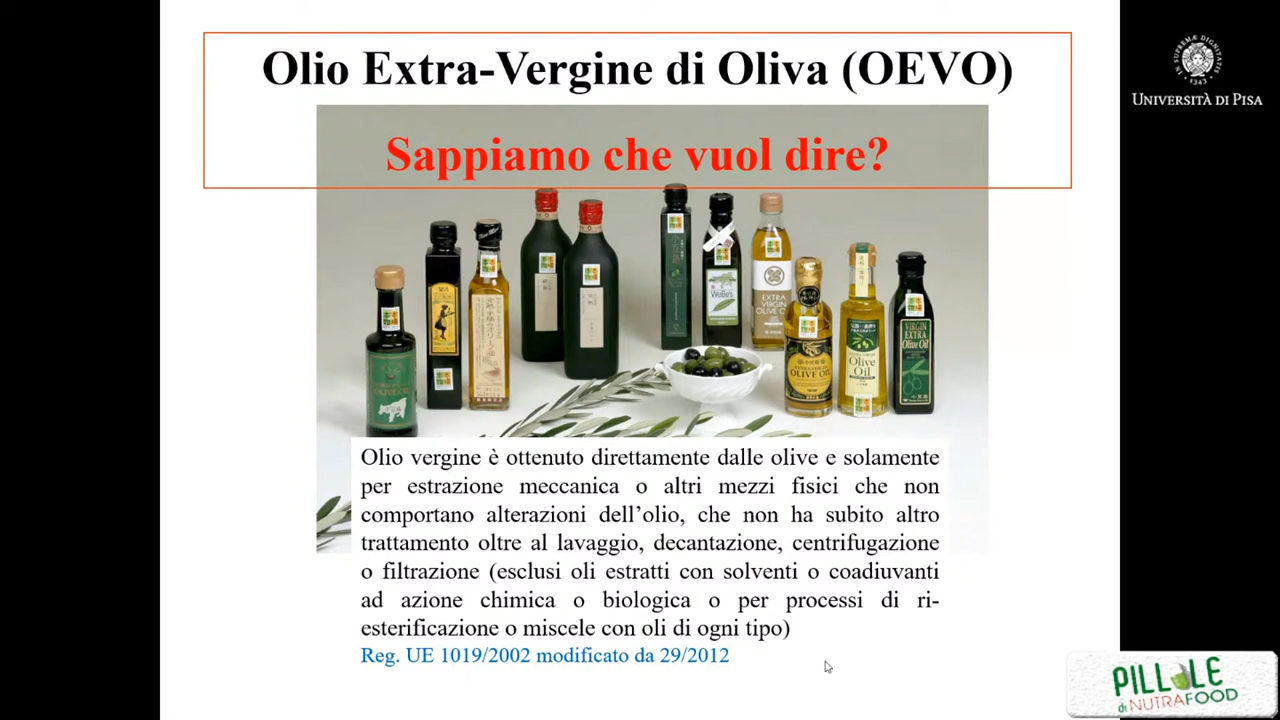 Olio Extra-Vergine di Oliva (OEVO)
Sappiamo che vuol dire?
IN SUPREMÆ DIGNITATIS
1343
UNIVERSITÀ DI PISA
EXTRA
VIRGIN
OLIVE OIL
OLIVE OIL
Olive
Oil
VIRGIN
EXTRA
Olive Oil
Olio vergine è ottenuto direttamente dalle olive e solamente
per estrazione meccanica o altri mezzi fisici che non
comportano alterazioni dell’olio, che non ha subito altro
trattamento oltre al lavaggio, decantazione, centrifugazione
o filtrazione (esclusi oli estratti con solventi o coadiuvanti
ad azione chimica o biologica o per processi di ri-
esterificazione o miscele con oli di ogni tipo)
Reg. UE 1019/2002 modificato da 29/2012
PILLOLE
di NUTRAFOOD